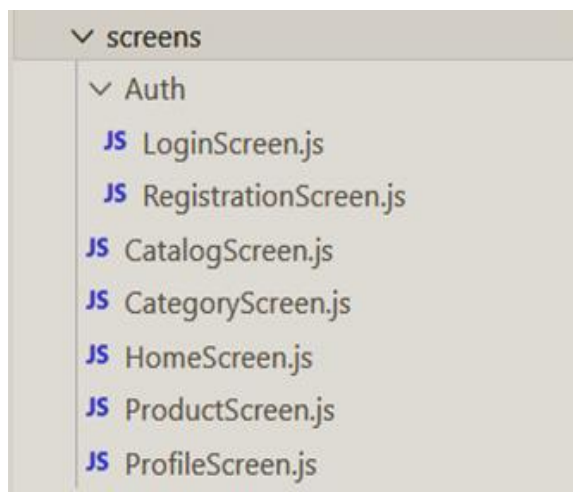 screens
Auth
JS LoginScreen.js
JS RegistrationScreen.js
JS CatalogScreen.js
JS CategoryScreen.js
JS HomeScreen.js
JS ProductScreen.js
JS ProfileScreen.js